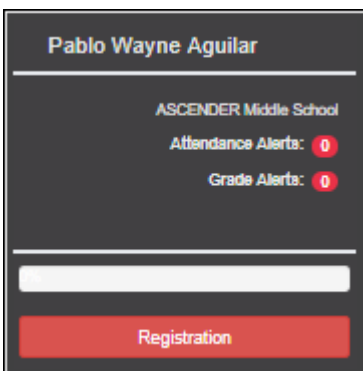 Pablo Wayne Aguilar
ASCENDER Middle School
Attendance Alerts: 0
Grade Alerts: 0
Registration